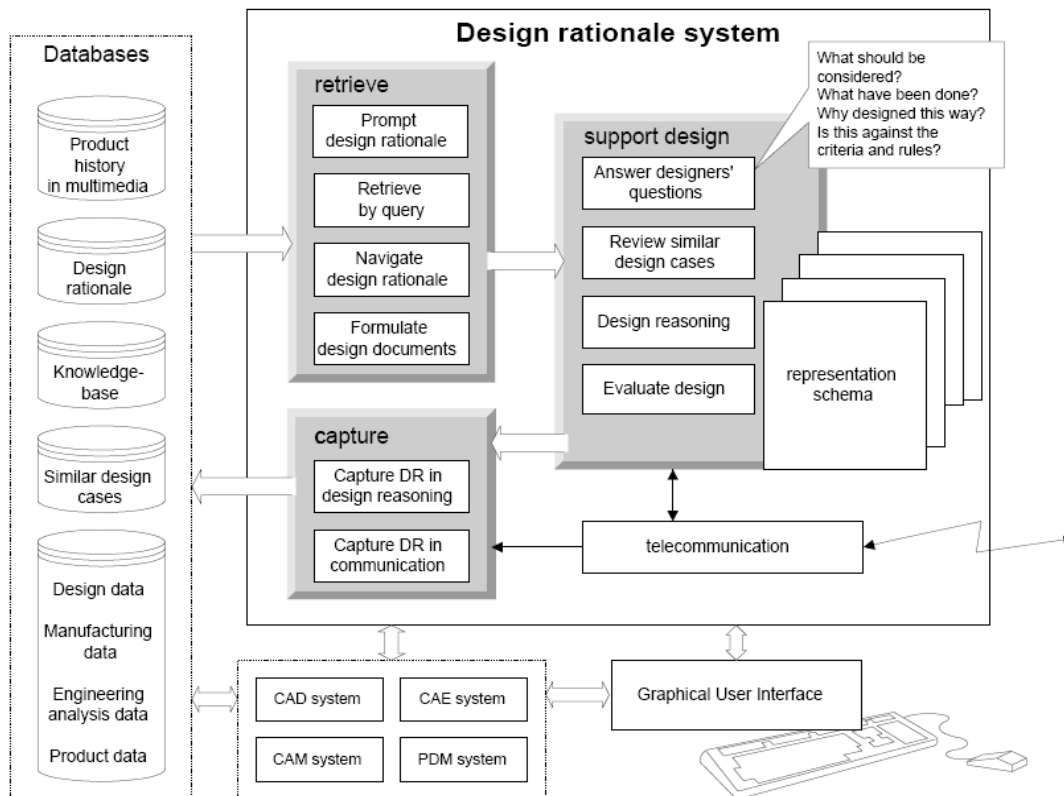 Design rationale system
Databases
Product
history
in multimedia
Design
rationale
Knowledge-
base
Similar design
cases
Design data
Manufacturing
data
Engineering
analysis data
Product data
retrieve
Prompt
design rationale
Retrieve
by query
Navigate
design rationale
Formulate
design documents
capture
Capture DR in
design reasoning
Capture DR in
communication
support design
Answer designers'
questions
Review similar
design cases
Design reasoning
Evaluate design
What should be
considered?
What have been done?
Why designed this way?
Is this against the
criteria and rules?
representation
schema
telecommunication
CAD system
CAE system
CAM system
PDM system
Graphical User Interface